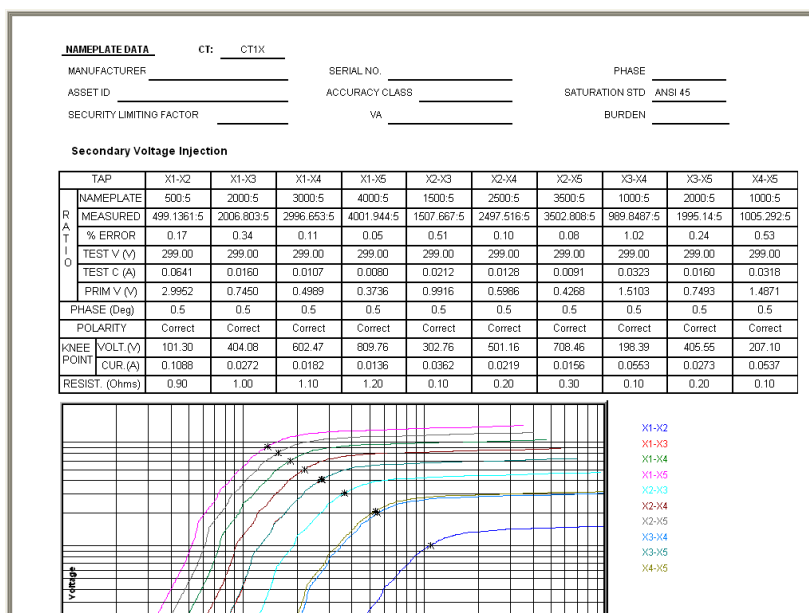 NAMEPLATE DATA CT: CT1X
MANUFACTURER SERIAL NO. PHASE
ASSET ID ACCURACY CLASS SATURATION STD ANSI 45
SECURITY LIMITING FACTOR VA BURDEN
Secondary Voltage Injection
TAP X1-X2 X1-X3 X1-X4 X1-X5 X2-X3 X2-X4 X2-X5 X3-X4 X3-X5 X4-X5
RATIO
NAMEPLATE 500:5 2000:5 3000:5 4000:5 1500:5 2500:5 3500:5 1000:5 2000:5 1000:5
MEASURED 499.1361:5 2006.803:5 2996.653:5 4001.944:5 1507.667:5 2497.516:5 3502.808:5 989.8487:5 1995.14:5 1005.292:5
% ERROR 0.17 0.34 0.11 0.05 0.51 0.10 0.08 1.02 0.24 0.53
TEST V (V) 299.00 299.00 299.00 299.00 299.00 299.00 299.00 299.00 299.00 299.00
TEST C (A) 0.0641 0.0160 0.0107 0.0080 0.0212 0.0128 0.0091 0.0323 0.0160 0.0318
PRIM V (V) 2.9952 0.7450 0.4989 0.3736 0.9916 0.5986 0.4268 1.5103 0.7493 1.4871
PHASE (Deg) 0.5 0.5 0.5 0.5 0.5 0.5 0.5 0.5 0.5 0.5
POLARITY Correct Correct Correct Correct Correct Correct Correct Correct Correct Correct
KNEE POINT
VOLT.(V) 101.30 404.08 602.47 809.76 302.76 501.16 708.46 198.39 405.55 207.10
CUR.(A) 0.1088 0.0272 0.0182 0.0136 0.0362 0.0219 0.0156 0.0553 0.0273 0.0537
RESIST. (Ohms) 0.90 1.00 1.10 1.20 0.10 0.20 0.30 0.10 0.20 0.10
X1-X2
X1-X3
X1-X4
X1-X5
X2-X3
X2-X4
X2-X5
X3-X4
X3-X5
X4-X5
Voltage